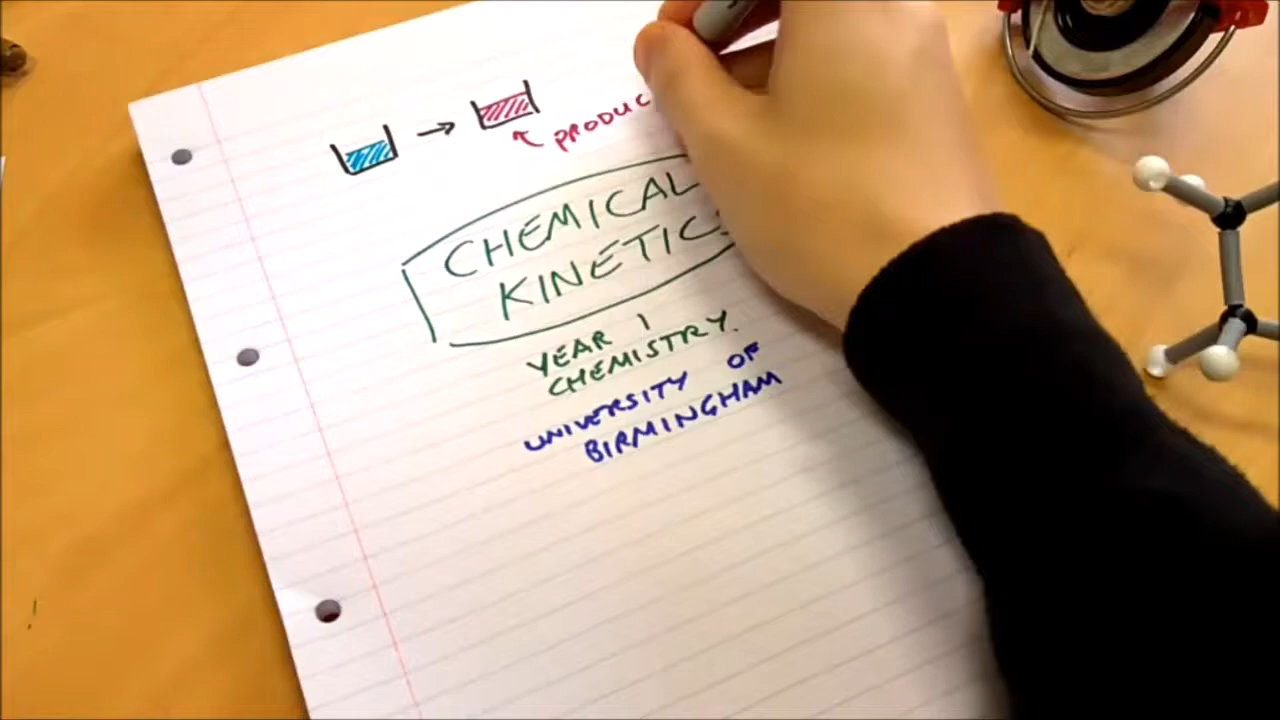 PRODUC
CHEMICAL
KINETICS
YEAR 1
CHEMISTRY.
UNIVERSITY OF
BIRMINGHAM